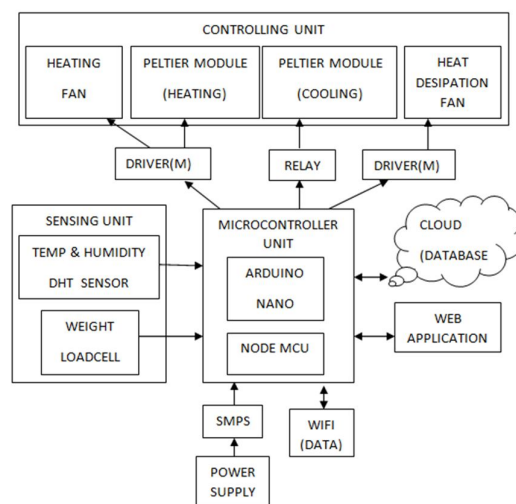 CONTROLLING UNIT
HEATING
FAN
PELTIER MODULE
(HEATING)
PELTIER MODULE
(COOLING)
HEAT
DESIPATION
FAN
DRIVER(M)
RELAY
DRIVER(M)
SENSING UNIT
TEMP & HUMIDITY
DHT SENSOR
WEIGHT
LOADCELL
MICROCONTROLLER
UNIT
ARDUINO
NANO
NODE MCU
CLOUD
(DATABASE
WEB
APPLICATION
SMPS
WIFI
(DATA)
POWER
SUPPLY